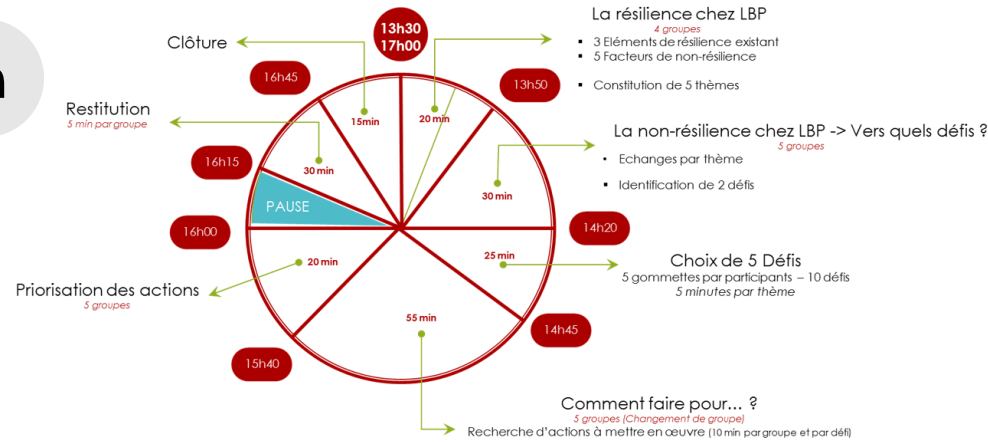 n
13h30
17h00
La résilience chez LBP
4 groupes
▪ 3 Eléments de résilience existant
▪ 5 Facteurs de non-résilience
▪ Constitution de 5 thèmes
20 min
13h50
La non-résilience chez LBP -> Vers quels défis ?
5 groupes
• Echanges par thème
▪ Identification de 2 défis
30 min
14h20
Choix de 5 Défis
5 gommettes par participants – 10 défis
5 minutes par thème
25 min
14h45
55 min
Comment faire pour… ?
5 groupes (Changement de groupe)
Recherche d'actions à mettre en œuvre (10 min par groupe et par défi)
15h40
20 min
Priorisation des actions
5 groupes
16h00
PAUSE
16h15
30 min
Restitution
5 min par groupe
16h45
15min
Clôture